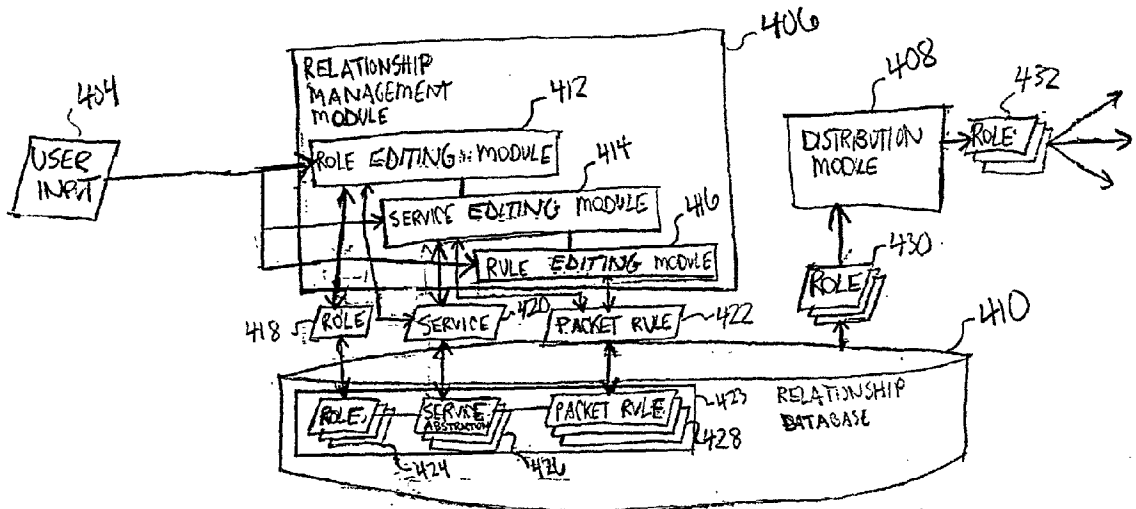 406
RELATIONSHIP
MANAGEMENT
MODULE
408
432
404
412
USER
INPUT
ROLE EDITING MODULE
414
DISTRIBUTION
MODULE
ROLE
SERVICE EDITING MODULE
416
RULE EDITING MODULE
430
ROLE
418
ROLE
SERVICE
420
PACKET RULE
422
410
ROLE
SERVICE
ABSTRACTION
PACKET RULE
423
RELATIONSHIP
DATABASE
424
426
428